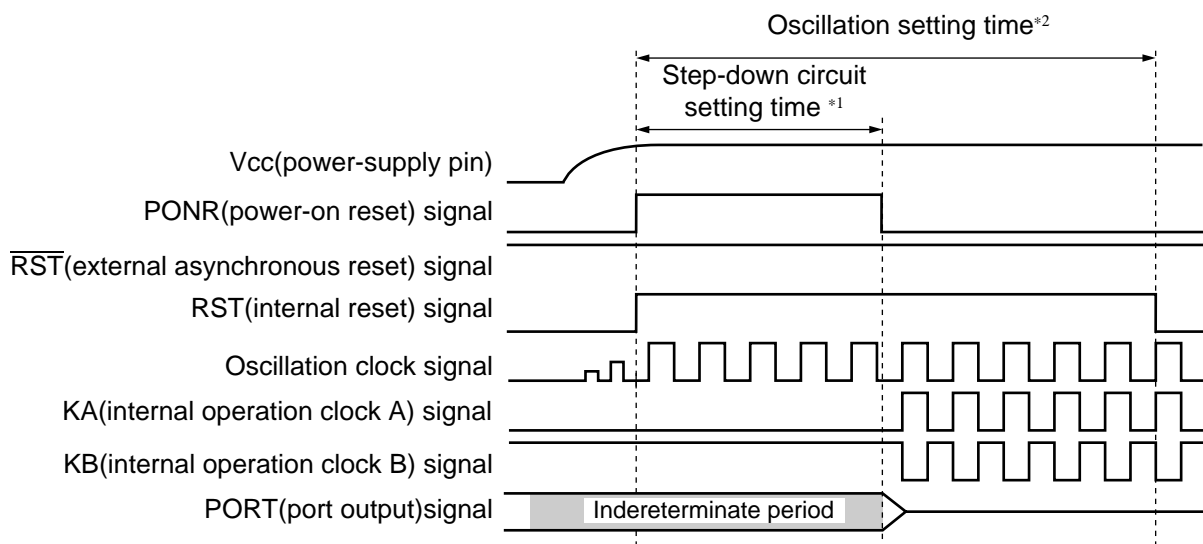 Oscillation setting time*2
Step-down circuit
setting time *1
Vcc(power-supply pin)
PONR(power-on reset) signal
R̅S̅T̅(external asynchronous reset) signal
RST(internal reset) signal
Oscillation clock signal
KA(internal operation clock A) signal
KB(internal operation clock B) signal
PORT(port output)signal
Indereterminate period